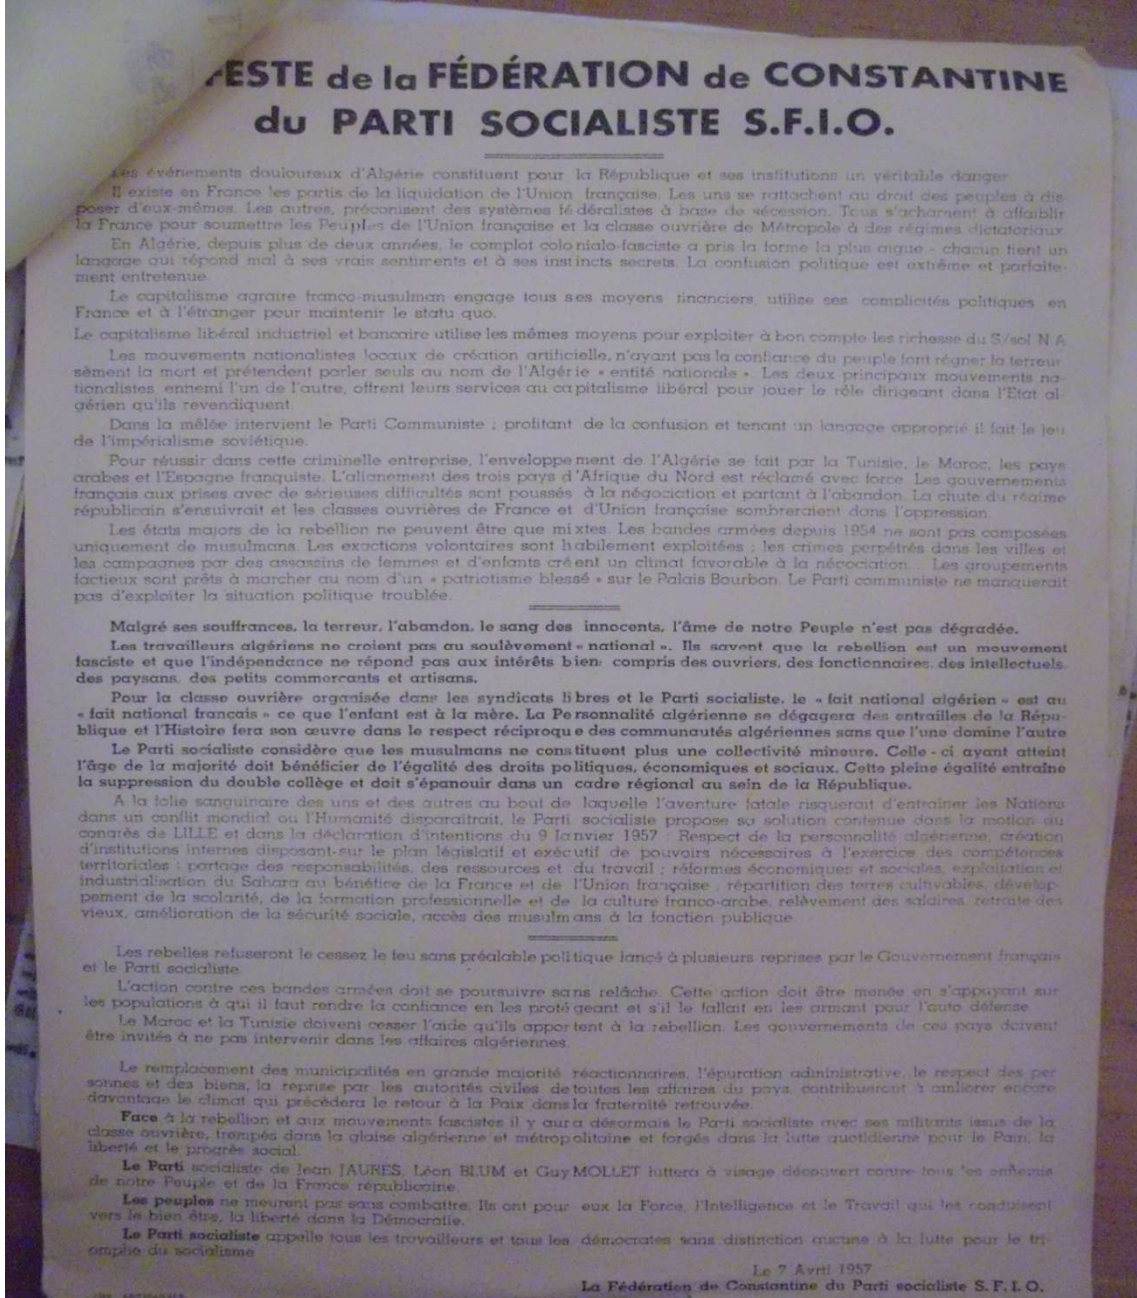 FESTE de la FÉDÉRATION de CONSTANTINE
du PARTI SOCIALISTE S.F.I.O.
Les événements douloureux d'Algérie constituent pour la République et ses institutions un véritable danger
Il existe en France les partis de la liquidation de l'Union française. Les uns se rattachent au droit des peuples à dis-
poser d'eux-mêmes. Les autres, préconisent des systèmes fédéralistes à base de sécession. Tous s'acharnent à affaiblir
la France pour soumettre les Peuples de l'Union française et la classe ouvrière de Métropole à des régimes dictatoriaux
En Algérie, depuis plus de deux années, le complot colonialo-fasciste a pris la forme la plus aigue - chacun tient un
langage qui répond mal à ses vrais sentiments et à ses instincts secrets. La confusion politique est extrême et parfaite-
ment entretenue.
Le capitalisme agraire franco-musulman engage tous ses moyens financiers, utilise ses complicités politiques en
France et à l'étranger pour maintenir le statu quo.
Le capitalisme libéral industriel et bancaire utilise les mêmes moyens pour exploiter à bon compte les richesses du S/sol N A
Les mouvements nationalistes locaux de création artificielle, n'ayant pas la confiance du peuple font régner la terreur
sèment la mort et prétendent parler seuls au nom de l'Algérie « entité nationale ». Les deux principaux mouvements na-
tionalistes ennemi l'un de l'autre, offrent leurs services au capitalisme libéral pour jouer le rôle dirigeant dans l'Etat al-
gérien qu'ils revendiquent
Dans la mêlée intervient le Parti Communiste ; profitant de la confusion et tenant un langage approprié il fait le jeu
de l'impérialisme soviétique.
Pour réussir dans cette criminelle entreprise, l'enveloppement de l'Algérie se fait par la Tunisie, le Maroc, les pays
arabes et l'Espagne franquiste. L'alignement des trois pays d'Afrique du Nord est réclamé avec force. Les gouvernements
français aux prises avec de sérieuses difficultés sont poussés à la négociation et partant à l'abandon. La chute du régime
républicain s'ensuivrait et les classes ouvrières de France et d'Union française sombreraient dans l'oppression.
Les états majors de la rebellion ne peuvent être que mixtes. Les bandes armées depuis 1954 ne sont pas composées
uniquement de musulmans. Les exactions volontaires sont habilement exploitées ; les crimes perpétrés dans les villes et
les campagnes par des assassins de femmes et d'enfants créent un climat favorable à la négociation... Les groupements
factieux sont prêts à marcher au nom d'un « patriotisme blessé » sur le Palais Bourbon. Le Parti communiste ne manquerait
pas d'exploiter la situation politique troublée.
Malgré ses souffrances, la terreur, l'abandon, le sang des innocents, l'âme de notre Peuple n'est pas dégradée.
Les travailleurs algériens ne croient pas au soulèvement « national ». Ils savent que la rebellion est un mouvement
fasciste et que l'indépendance ne répond pas aux intérêts bien compris des ouvriers, des fonctionnaires, des intellectuels
des paysans, des petits commercants et artisans.
Pour la classe ouvrière organisée dans les syndicats libres et le Parti socialiste, le « fait national algérien » est au
« fait national francais » ce que l'enfant est à la mère. La Personnalité algérienne se dégagera des entrailles de la Répu-
blique et l'Histoire fera son œuvre dans le respect réciproque des communautés algériennes sans que l'une domine l'autre
Le Parti socialiste considère que les musulmans ne constituent plus une collectivité mineure. Celle-ci ayant atteint
l'âge de la majorité doit bénéficier de l'égalité des droits politiques, économiques et sociaux. Cette pleine égalité entraîne
la suppression du double collège et doit s'épanouir dans un cadre régional au sein de la République.
A la folie sanguinaire des uns et des autres au bout de laquelle l'aventure fatale risquerait d'entraîner les Nations
dans un conflit mondial ou l'Humanité disparaîtrait, le Parti socialiste propose sa solution contenue dans la motion du
congrès de LILLE et dans la déclaration d'intentions du 9 Janvier 1957 : Respect de la personnalité algérienne, création
d'institutions internes disposant sur le plan législatif et exécutif de pouvoirs nécessaires à l'exercice des compétences
territoriales ; partage des responsabilités, des ressources et du travail ; réformes économiques et sociales, exploitation et
industrialisation du Sahara au bénéfice de la France et de l'Union française ; répartition des terres cultivables, dévelop-
pement de la scolarité, de la formation professionnelle et de la culture franco-arabe, relèvement des salaires, retraite des
vieux, amélioration de la sécurité sociale, accès des musulmans à la fonction publique
Les rebelles refuseront le cessez le feu sans préalable politique lancé à plusieurs reprises par le Gouvernement français
et le Parti socialiste
L'action contre ces bandes armées doit se poursuivre sans relâche. Cette action doit être menée en s'appuyant sur
les populations à qui il faut rendre la confiance en les protégeant et s'il le fallait en les armant pour l'auto défense
Le Maroc et la Tunizie doivent cesser l'aide qu'ils apportent à la rebellion. Les gouvernements de ces pays doivent
être invités à ne pas intervenir dans les affaires algériennes.
Le remplacement des municipalités en grande majorité réactionnaires, l'épuration administrative, le respect des per
sonnes et des biens, la reprise par les autorités civiles de toutes les affaires du pays contribueront à amliorer encore
davantage le climat qui précèdera le retour à la Paix dans la fraternité retrouvée.
Face à la rebellion et aux mouvements fascistes il y aura désormais le Parti socialiste avec ses militants issus de la
classe ouvrière, trempés dans la glaise algérienne et métropolitaine et forgés dans la lutte quotidienne pour le Pain, la
liberté et le progrès social.
Le Parti socialiste de Jean JAURES, Léon BLUM et Guy MOLLET luttera à visage découvert contre tous les ennemis
de notre Peuple et de la France républicaine.
Les peuples ne meurent pas sans combattre. Ils ont pour eux la Force, l'Intelligence et le Travail qui les conduisent
vers le bien être, la liberté dans la Démocratie.
Le Parti socialiste appelle tous les travailleurs et tous les démocrates sans distinction aucune à la lutte pour le tri-
omphe du socialisme
Le 7 Avril 1957
La Fédération de Constantine du Parti socialiste S. F. I. O.